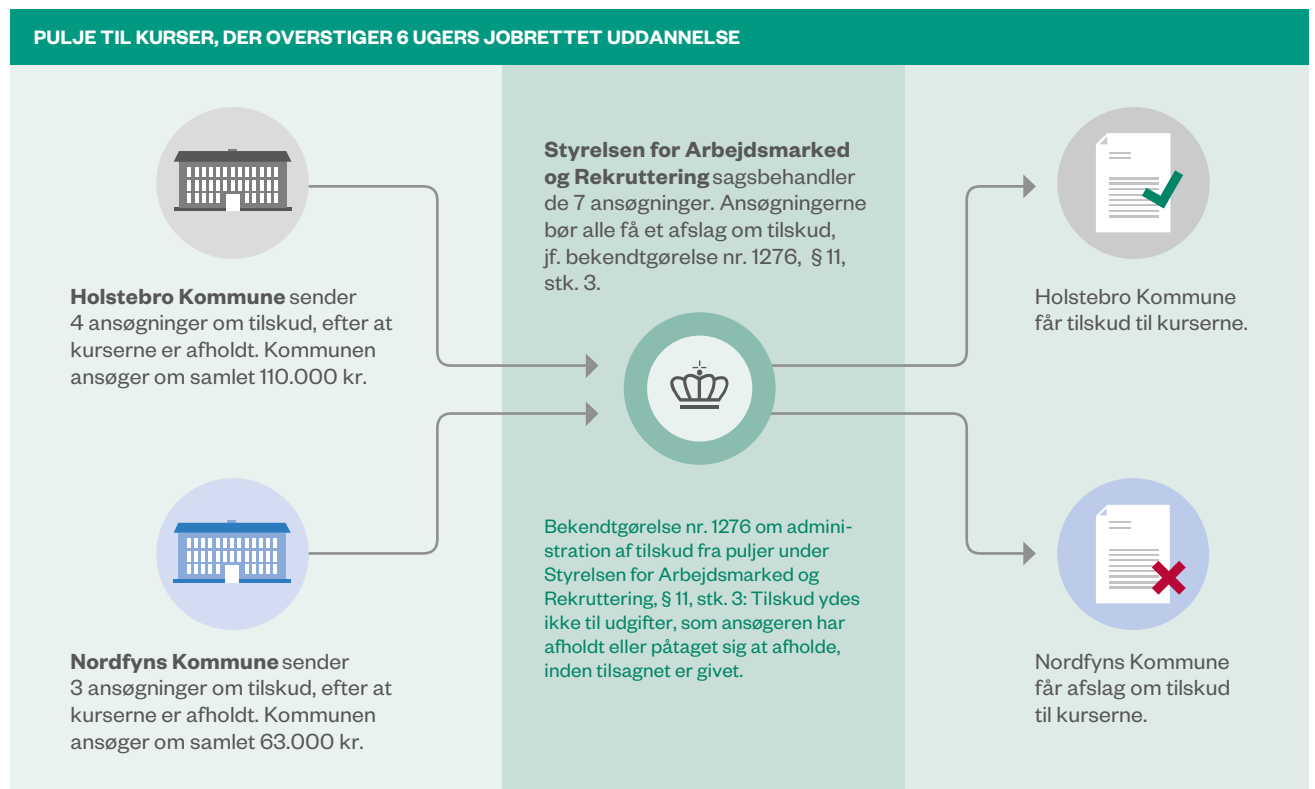 PULJE TIL KURSER, DER OVERSTIGER 6 UGERS JOBRETTET UDDANNELSE
Holstebro Kommune sender
4 ansøgninger om tilskud, efter at
kurserne er afholdt. Kommunen
ansøger om samlet 110.000 kr.
Nordfyns Kommune sender
3 ansøgninger om tilskud, efter at
kurserne er afholdt. Kommunen
ansøger om samlet 63.000 kr.
Styrelsen for Arbejdsmarked
og Rekruttering sagsbehandler
de 7 ansøgninger. Ansøgningerne
bør alle få et afslag om tilskud,
jf. bekendtgørelse nr. 1276, § 11,
stk. 3.
Bekendtgørelse nr. 1276 om admini-
stration af tilskud fra puljer under
Styrelsen for Arbejdsmarked og
Rekruttering, § 11, stk. 3: Tilskud ydes
ikke til udgifter, som ansøgeren har
afholdt eller påtaget sig at afholde,
inden tilsagnet er givet.
Holstebro Kommune
får tilskud til kurserne.
Nordfyns Kommune
får afslag om tilskud
til kurserne.